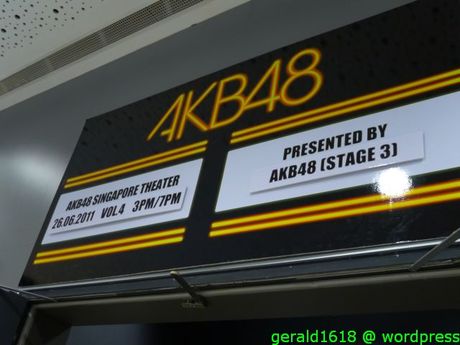 AKB48
AKB48 SINGAPORE THEATER
26.06.2011 VOL.4 3PM/7PM
PRESENTED BY
AKB48 (STAGE 3)
gerald1618 @ wordpress